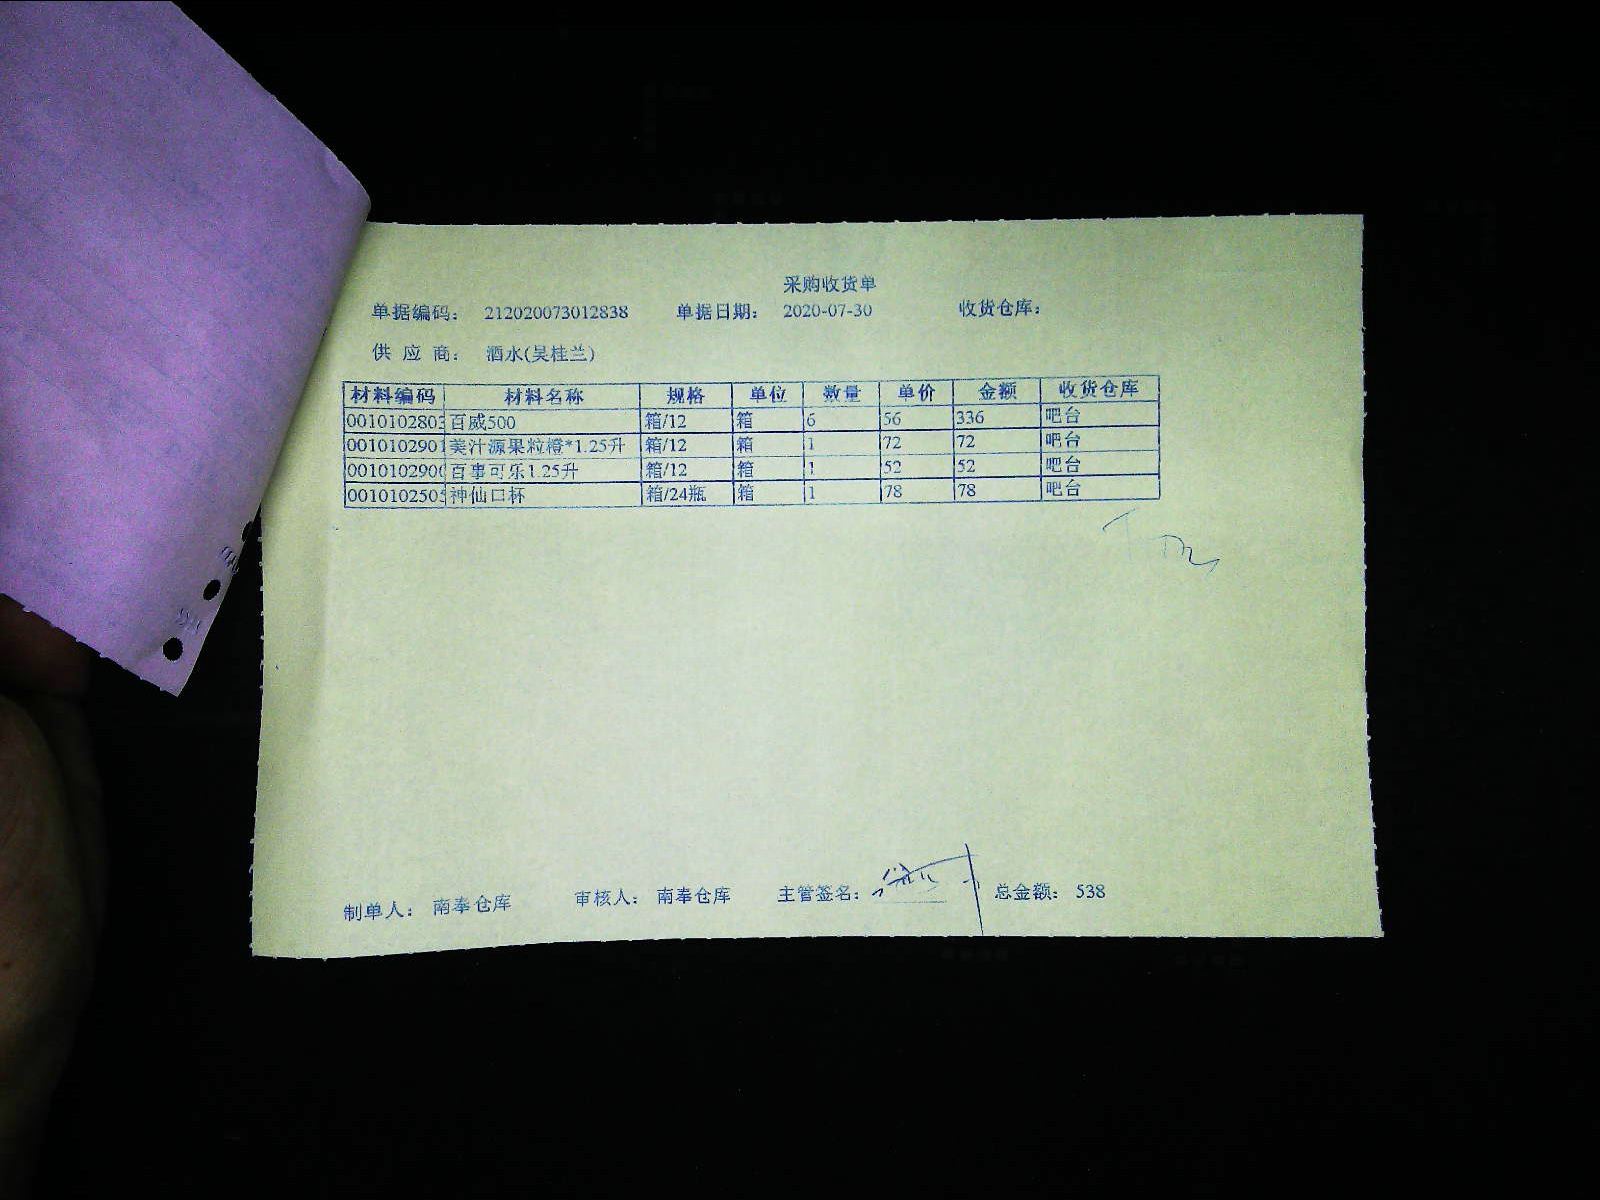 采购收货单
单据编码： 212020073012838 单据日期： 2020-07-30 收货仓库：
供 应 商： 酒水(吴桂兰)
材料编码 材料名称 规格 单位 数量 单价 金额 收货仓库
0010102803 百威500 箱/12 箱 6 56 336 吧台
0010102901 美汁源果粒橙*1.25升 箱/12 箱 1 72 72 吧台
0010102900 百事可乐1.25升 箱/12 箱 1 52 52 吧台
0010102505 神仙口杯 箱/24瓶 箱 1 78 78 吧台
制单人： 南奉仓库 审核人： 南奉仓库 主管签名： 总金额： 538